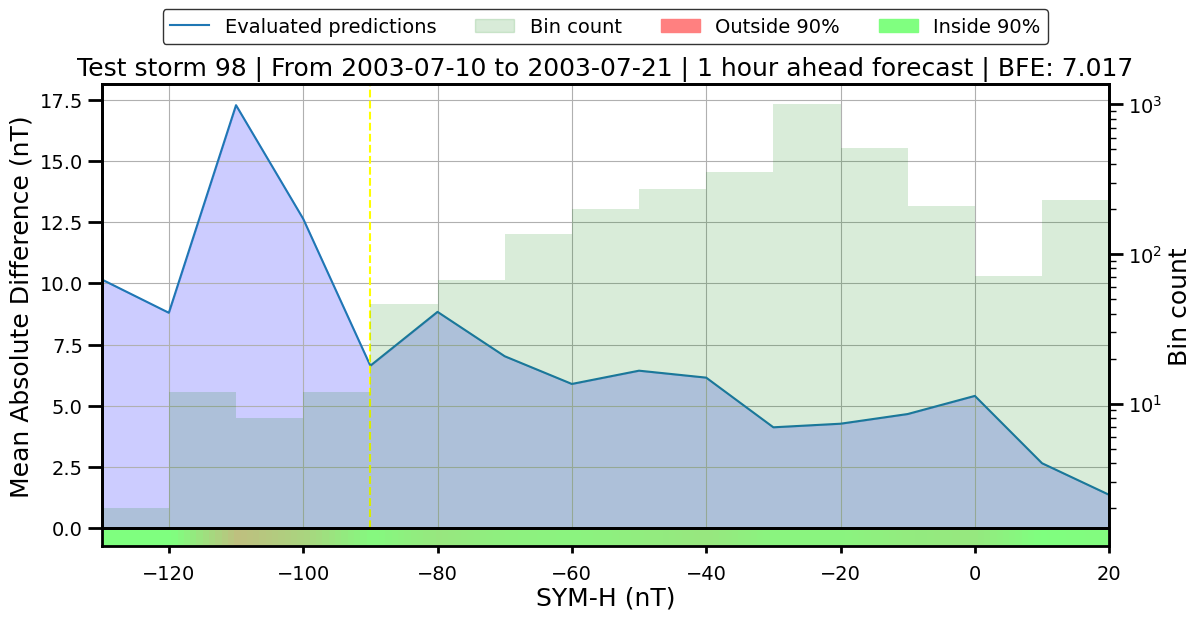 Evaluated predictions Bin count Outside 90% Inside 90%
Test storm 98 | From 2003-07-10 to 2003-07-21 | 1 hour ahead forecast | BFE: 7.017
Mean Absolute Difference (nT)
17.5
15.0
12.5
10.0
7.5
5.0
2.5
0.0
10³
10²
10¹
Bin count
−120 −100 −80 −60 −40 −20 0 20
SYM-H (nT)